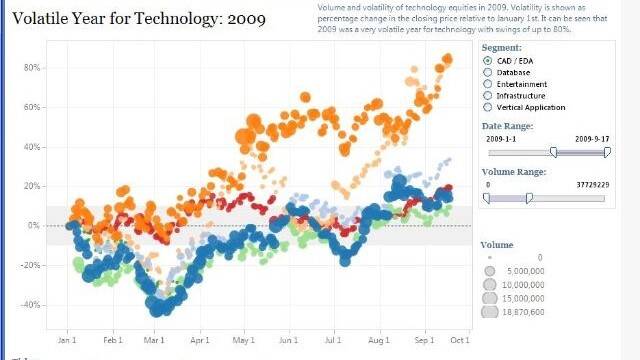 Volatile Year for Technology: 2009
Volume and volatility of technology equities in 2009. Volatility is shown as
percentage change in the closing price relative to January 1st. It can be seen that
2009 was a very volatile year for technology with swings of up to 80%.
80%
60%
40%
20%
0%
-20%
-40%
Jan 1
Feb 1
Mar 1
Apr 1
May 1
Jun 1
Jul 1
Aug 1
Sep 1
Oct 1
Segment:
CAD / EDA
Database
Entertainment
Infrastructure
Vertical Application
Date Range:
2009-1-1 2009-9-17
Volume Range:
0 37729229
Volume
0
5,000,000
10,000,000
15,000,000
18,870,600